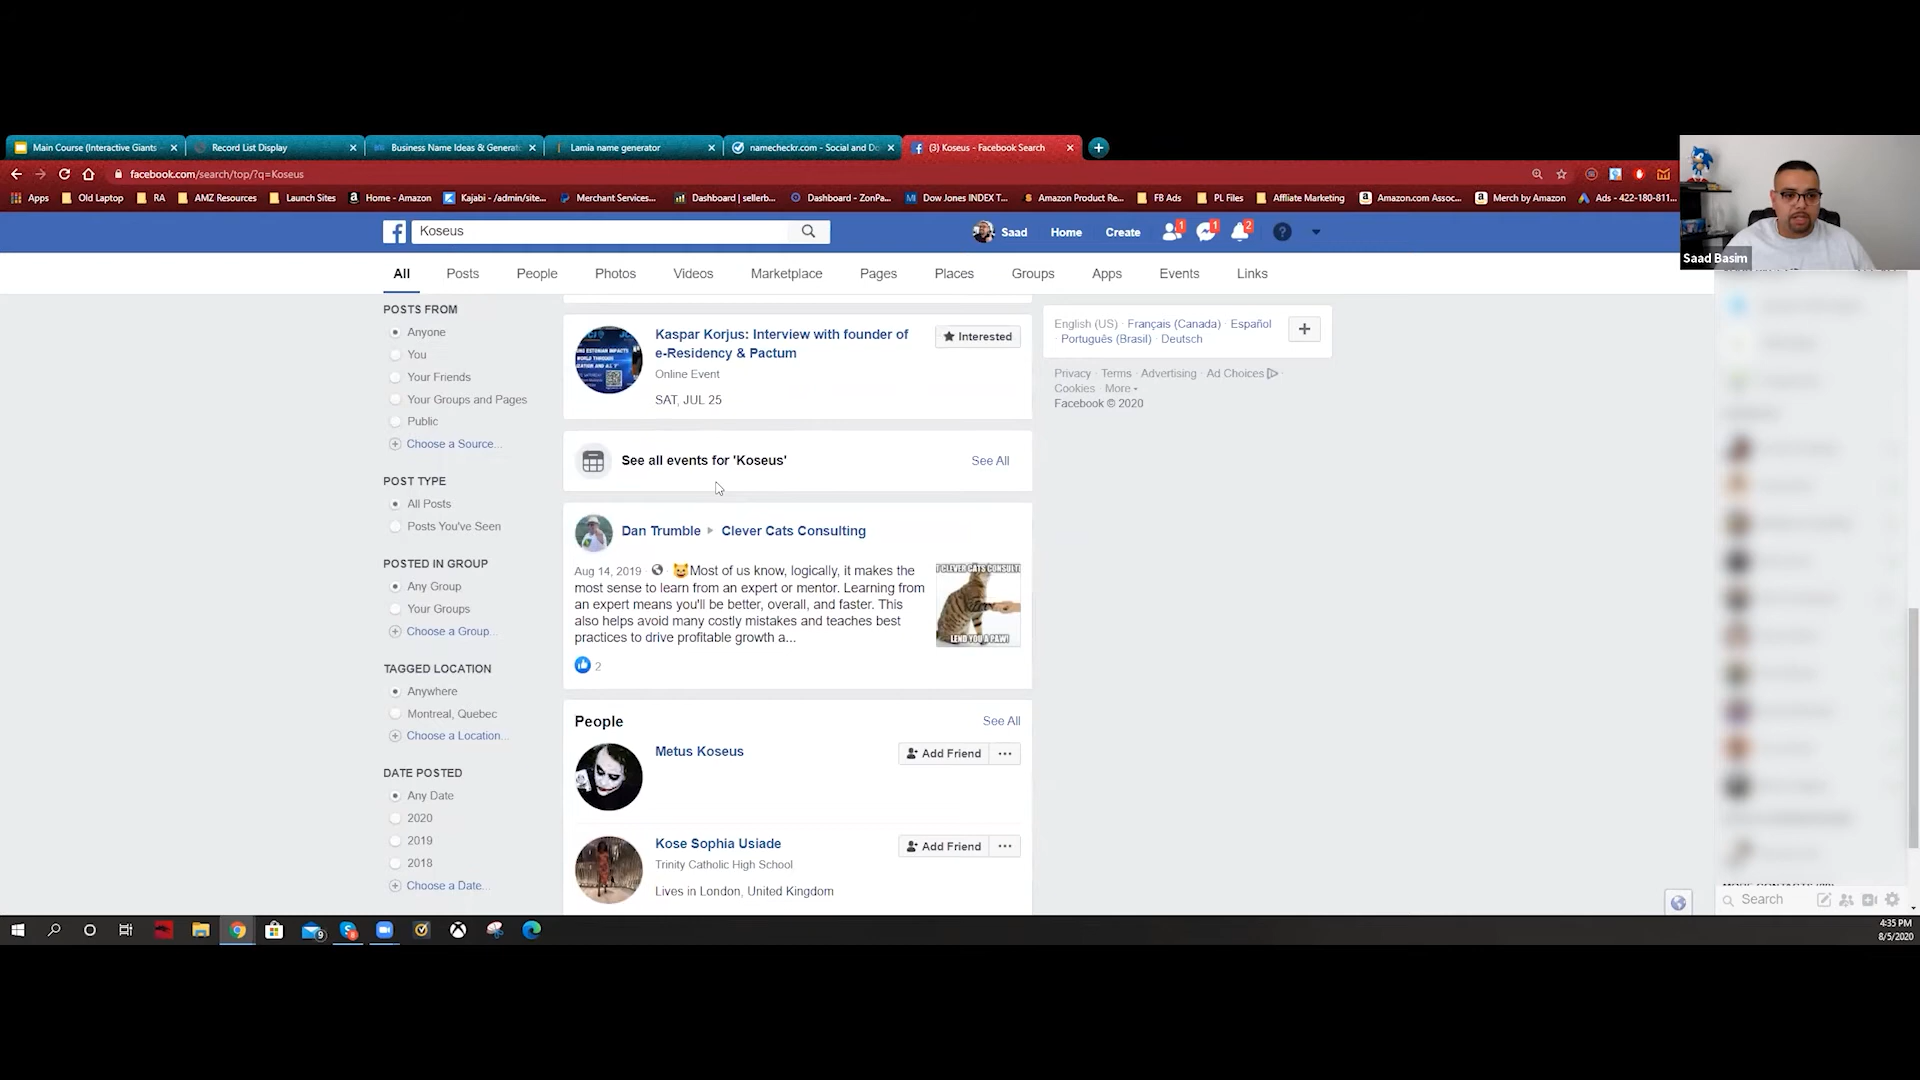 Main Course (Interactive Giants
Record List Display
Business Name Ideas & Generat
Lamia name generator
namecheckr.com - Social and Do
(3) Koseus - Facebook Search
facebook.com/search/top/?q=Koseus
Apps
Old Laptop
RA
AMZ Resources
Launch Sites
Home - Amazon
Kajabi - /admin/site...
Merchant Services...
Dashboard | sellerb...
Dashboard - ZonPa...
Dow Jones INDEX T...
Amazon Product Re...
FB Ads
PL Files
Affliate Marketing
Amazon.com Assoc...
Merch by Amazon
Ads - 422-180-811...
Saad Basim
Koseus
Saad
Home
Create
1
1
2
All
Posts
People
Photos
Videos
Marketplace
Pages
Places
Groups
Apps
Events
Links
POSTS FROM
Anyone
You
Your Friends
Your Groups and Pages
Public
Choose a Source...
POST TYPE
All Posts
Posts You've Seen
POSTED IN GROUP
Any Group
Your Groups
Choose a Group...
TAGGED LOCATION
Anywhere
Montreal, Quebec
Choose a Location...
DATE POSTED
Any Date
2020
2019
2018
Choose a Date...
Kaspar Korjus: Interview with founder of
e-Residency & Pactum
Online Event
SAT, JUL 25
Interested
See all events for 'Koseus'
See All
Dan Trumble ▸ Clever Cats Consulting
Aug 14, 2019 · 😺Most of us know, logically, it makes the
most sense to learn from an expert or mentor. Learning from
an expert means you'll be better, overall, and faster. This
also helps avoid many costly mistakes and teaches best
practices to drive profitable growth a...
LEND YOU A PAW!
2
People
See All
Metus Koseus
Add Friend
Kose Sophia Usiade
Trinity Catholic High School
Lives in London, United Kingdom
Add Friend
English (US) · Français (Canada) · Español
· Português (Brasil) · Deutsch
Privacy · Terms · Advertising · Ad Choices ·
Cookies · More
Facebook © 2020
Search
4:35 PM
8/5/2020